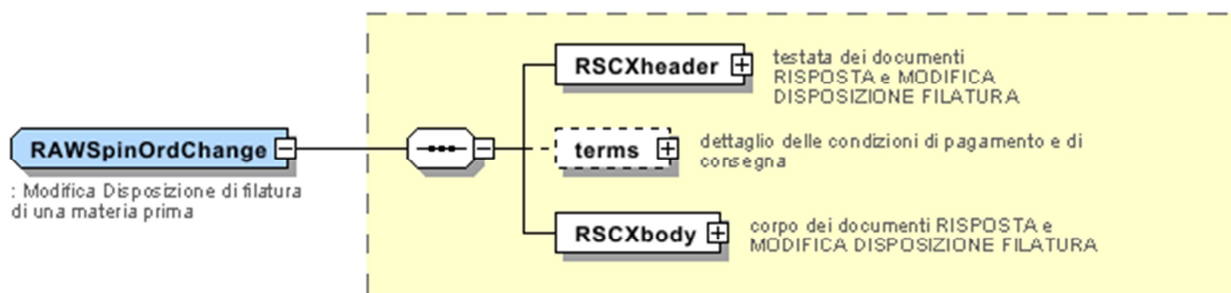 RSCXheader
testata dei documenti
RISPOSTA e MODIFICA
DISPOSIZIONE FILATURA
RAWSpinOrdChange
: Modifica Disposizione di filatura
di una materia prima
terms
dettaglio delle condizioni di pagamento e di
consegna
RSCXbody
corpo dei documenti RISPOSTA e
MODIFICA DISPOSIZIONE FILATURA